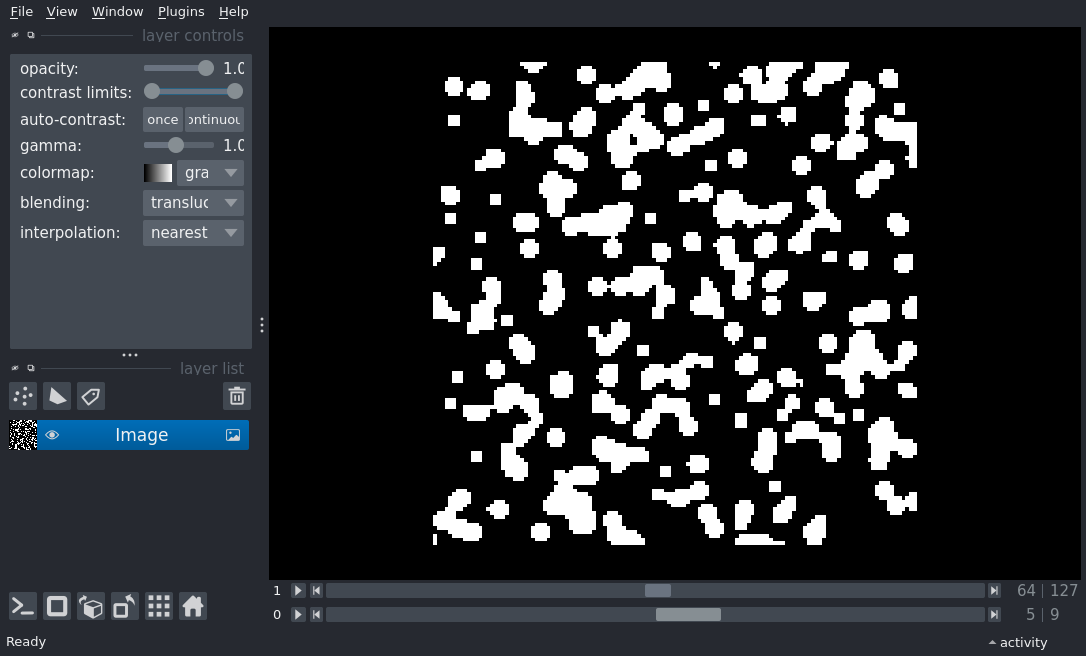 File View Window Plugins Help
layer controls
opacity: 1.0
contrast limits:
auto-contrast: once ontinuou
gamma: 1.0
colormap: gra
blending: transluc
interpolation: nearest
layer list
Image
1 64 | 127
0 5 | 9
Ready activity